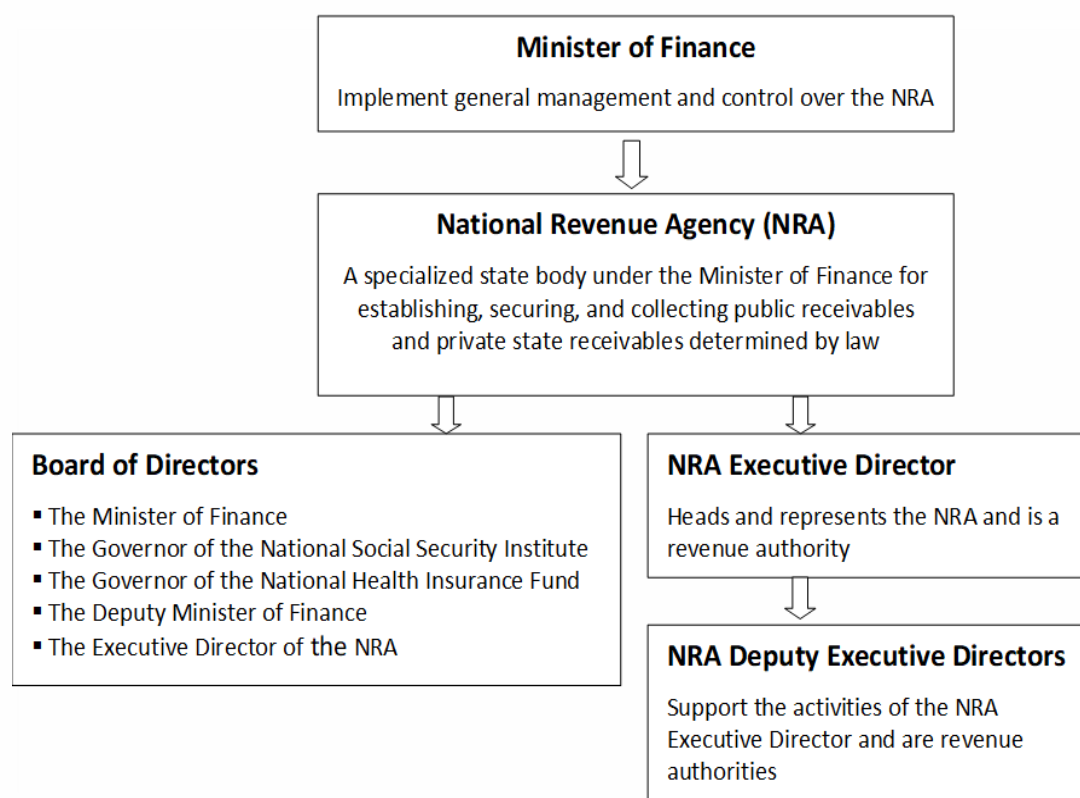 Minister of Finance
Implement general management and control over the NRA
National Revenue Agency (NRA)
A specialized state body under the Minister of Finance for
establishing, securing, and collecting public receivables
and private state receivables determined by law
Board of Directors
▪ The Minister of Finance
▪ The Governor of the National Social Security Institute
▪ The Governor of the National Health Insurance Fund
▪ The Deputy Minister of Finance
▪ The Executive Director of the NRA
NRA Executive Director
Heads and represents the NRA and is a
revenue authority
NRA Deputy Executive Directors
Support the activities of the NRA
Executive Director and are revenue
authorities